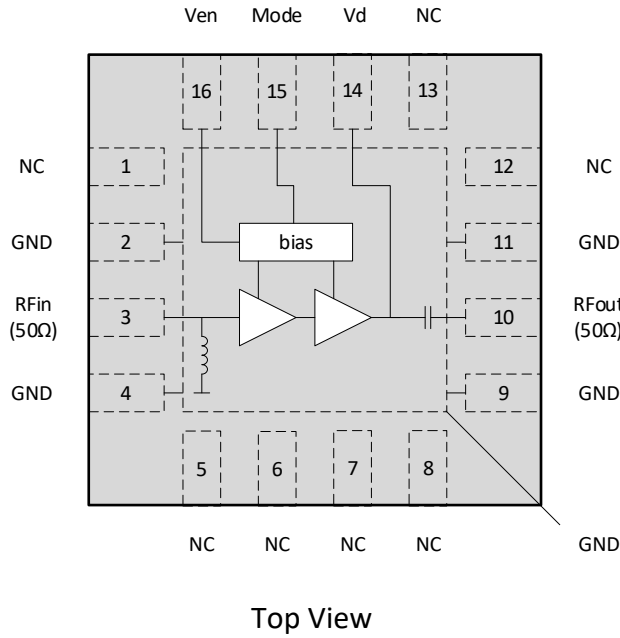 Ven Mode Vd NC
16 15 14 13
NC 1 12 NC
GND 2 bias 11 GND
RFin 3 10 RFout
(50Ω) (50Ω)
GND 4 9 GND
5 6 7 8
NC NC NC NC GND
Top View